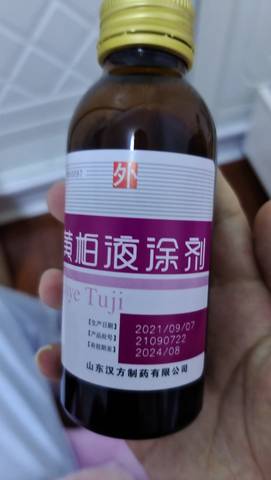 外
黄柏液涂剂
ye Tuji
【生产日期】 2021/09/07
【产品批号】 21090722
【有效期至】 2024/08
山东汉方制药有限公司